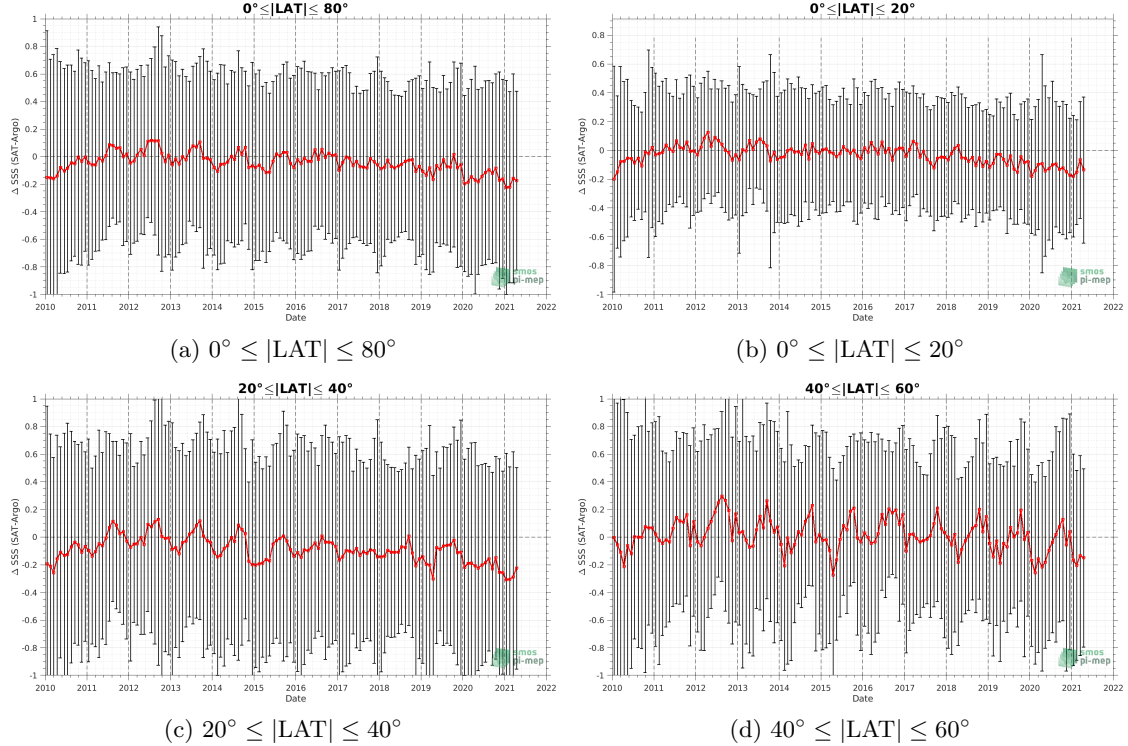 0°≤|LAT|≤ 80°
Δ SSS (SAT-Argo)
1
0.8
0.6
0.4
0.2
0
-0.2
-0.4
-0.6
-0.8
-1
2010 2011 2012 2013 2014 2015 2016 2017 2018 2019 2020 2021 2022
Date
smos
pi-mep
(a) 0° ≤ |LAT| ≤ 80°
0°≤|LAT|≤ 20°
Δ SSS (SAT-Argo)
0.8
0.6
0.4
0.2
0
-0.2
-0.4
-0.6
-0.8
-1
2010 2011 2012 2013 2014 2015 2016 2017 2018 2019 2020 2021 2022
Date
smos
pi-mep
(b) 0° ≤ |LAT| ≤ 20°
20°≤|LAT|≤ 40°
Δ SSS (SAT-Argo)
1
0.8
0.6
0.4
0.2
0
-0.2
-0.4
-0.6
-0.8
-1
2010 2011 2012 2013 2014 2015 2016 2017 2018 2019 2020 2021 2022
Date
smos
pi-mep
(c) 20° ≤ |LAT| ≤ 40°
40°≤|LAT|≤ 60°
Δ SSS (SAT-Argo)
1
0.8
0.6
0.4
0.2
0
-0.2
-0.4
-0.6
-0.8
-1
2010 2011 2012 2013 2014 2015 2016 2017 2018 2019 2020 2021 2022
Date
smos
pi-mep
(d) 40° ≤ |LAT| ≤ 60°